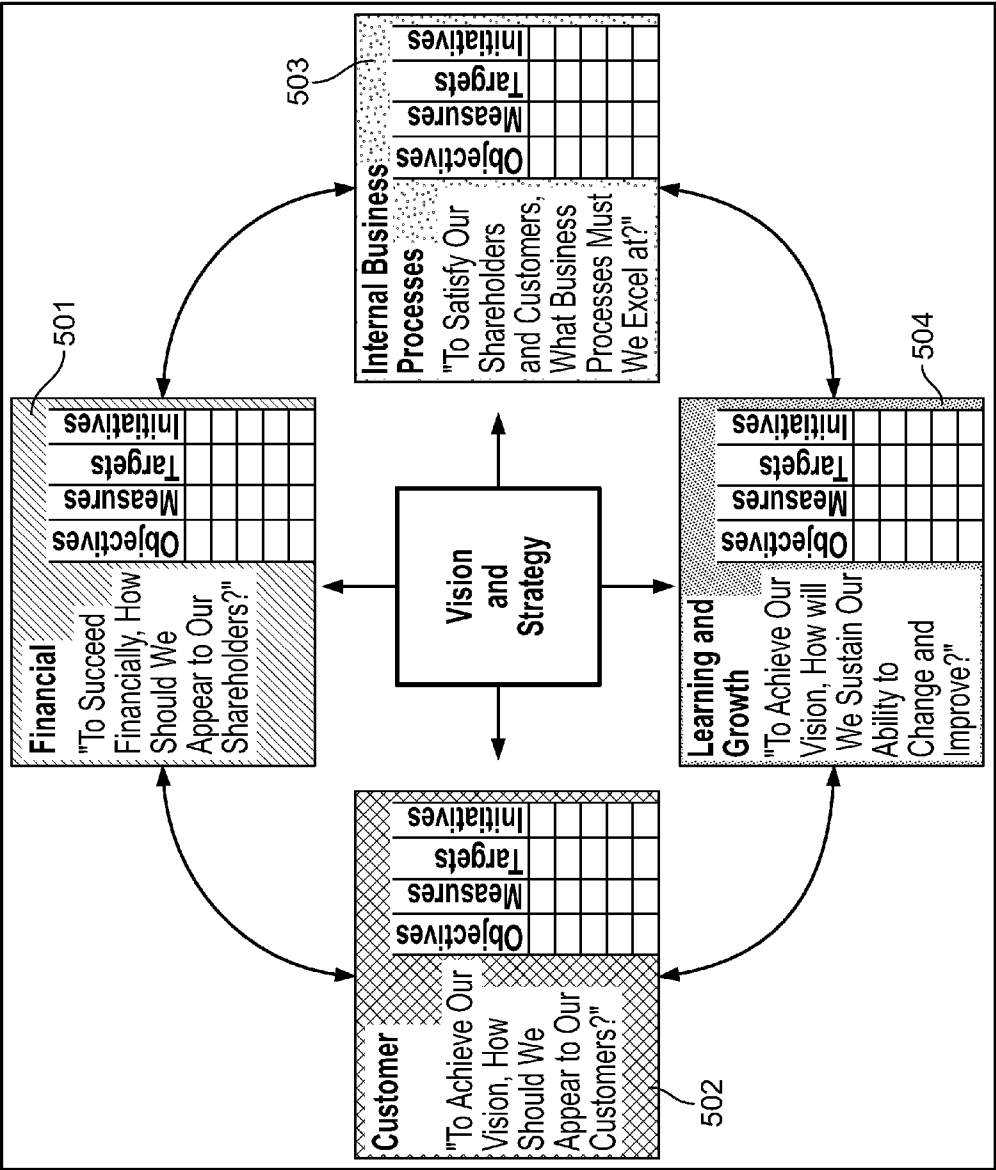 Financial
"To Succeed
Financially, How
Should We
Appear to Our
Shareholders?"
Objectives
Measures
Targets
Initiatives
501
Customer
"To Achieve Our
Vision, How
Should We
Appear to Our
Customers?"
Objectives
Measures
Targets
Initiatives
502
Vision
and
Strategy
Internal Business
Processes
"To Satisfy Our
Shareholders
and Customers,
What Business
Processes Must
We Excel at?"
Objectives
Measures
Targets
Initiatives
503
Learning and
Growth
"To Achieve Our
Vision, How will
We Sustain Our
Ability to
Change and
Improve?"
Objectives
Measures
Targets
Initiatives
504